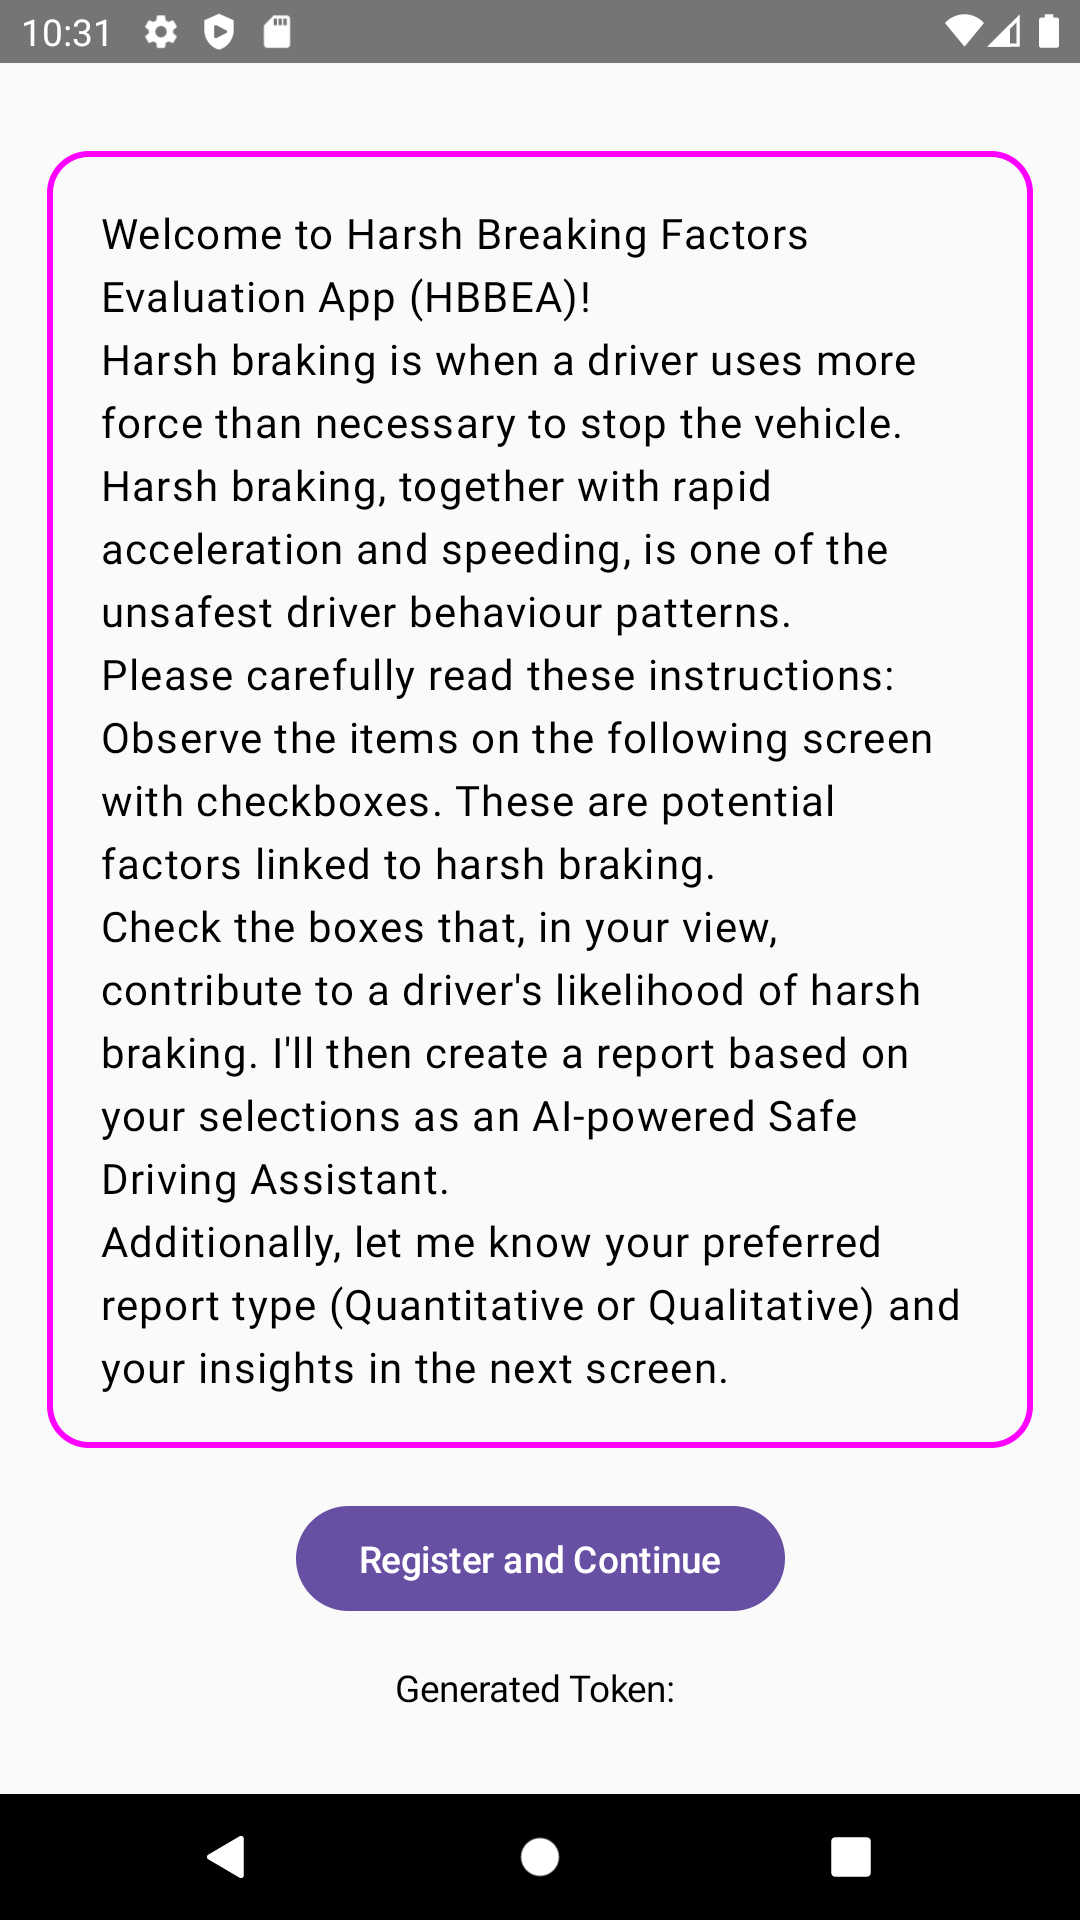 10:31
Welcome to Harsh Breaking Factors
Evaluation App (HBBEA)!
Harsh braking is when a driver uses more
force than necessary to stop the vehicle.
Harsh braking, together with rapid
acceleration and speeding, is one of the
unsafest driver behaviour patterns.
Please carefully read these instructions:
Observe the items on the following screen
with checkboxes. These are potential
factors linked to harsh braking.
Check the boxes that, in your view,
contribute to a driver's likelihood of harsh
braking. I'll then create a report based on
your selections as an AI-powered Safe
Driving Assistant.
Additionally, let me know your preferred
report type (Quantitative or Qualitative) and
your insights in the next screen.
Register and Continue
Generated Token: